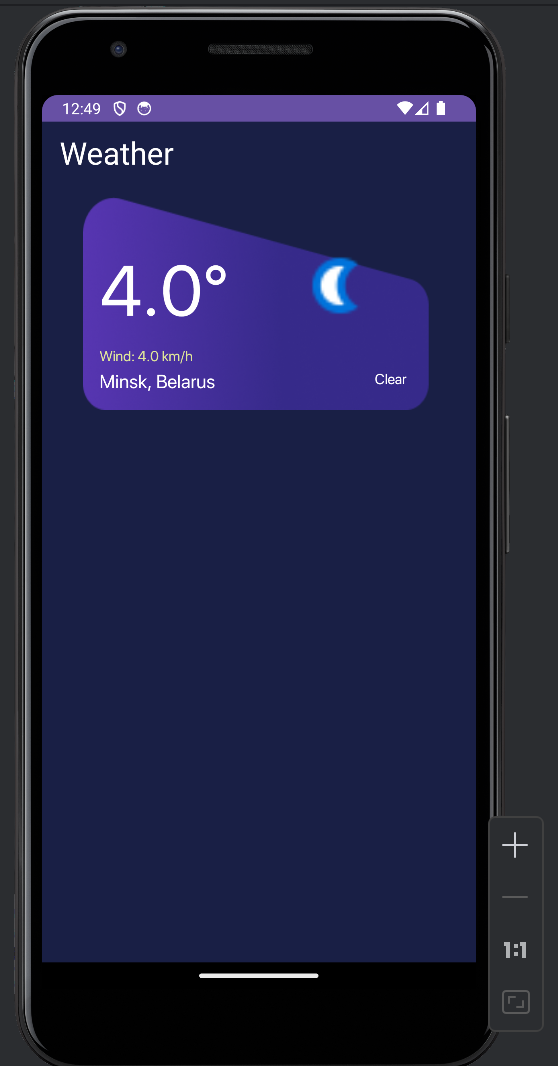 12:49
Weather
4.0°
Wind: 4.0 km/h
Minsk, Belarus
Clear
1:1